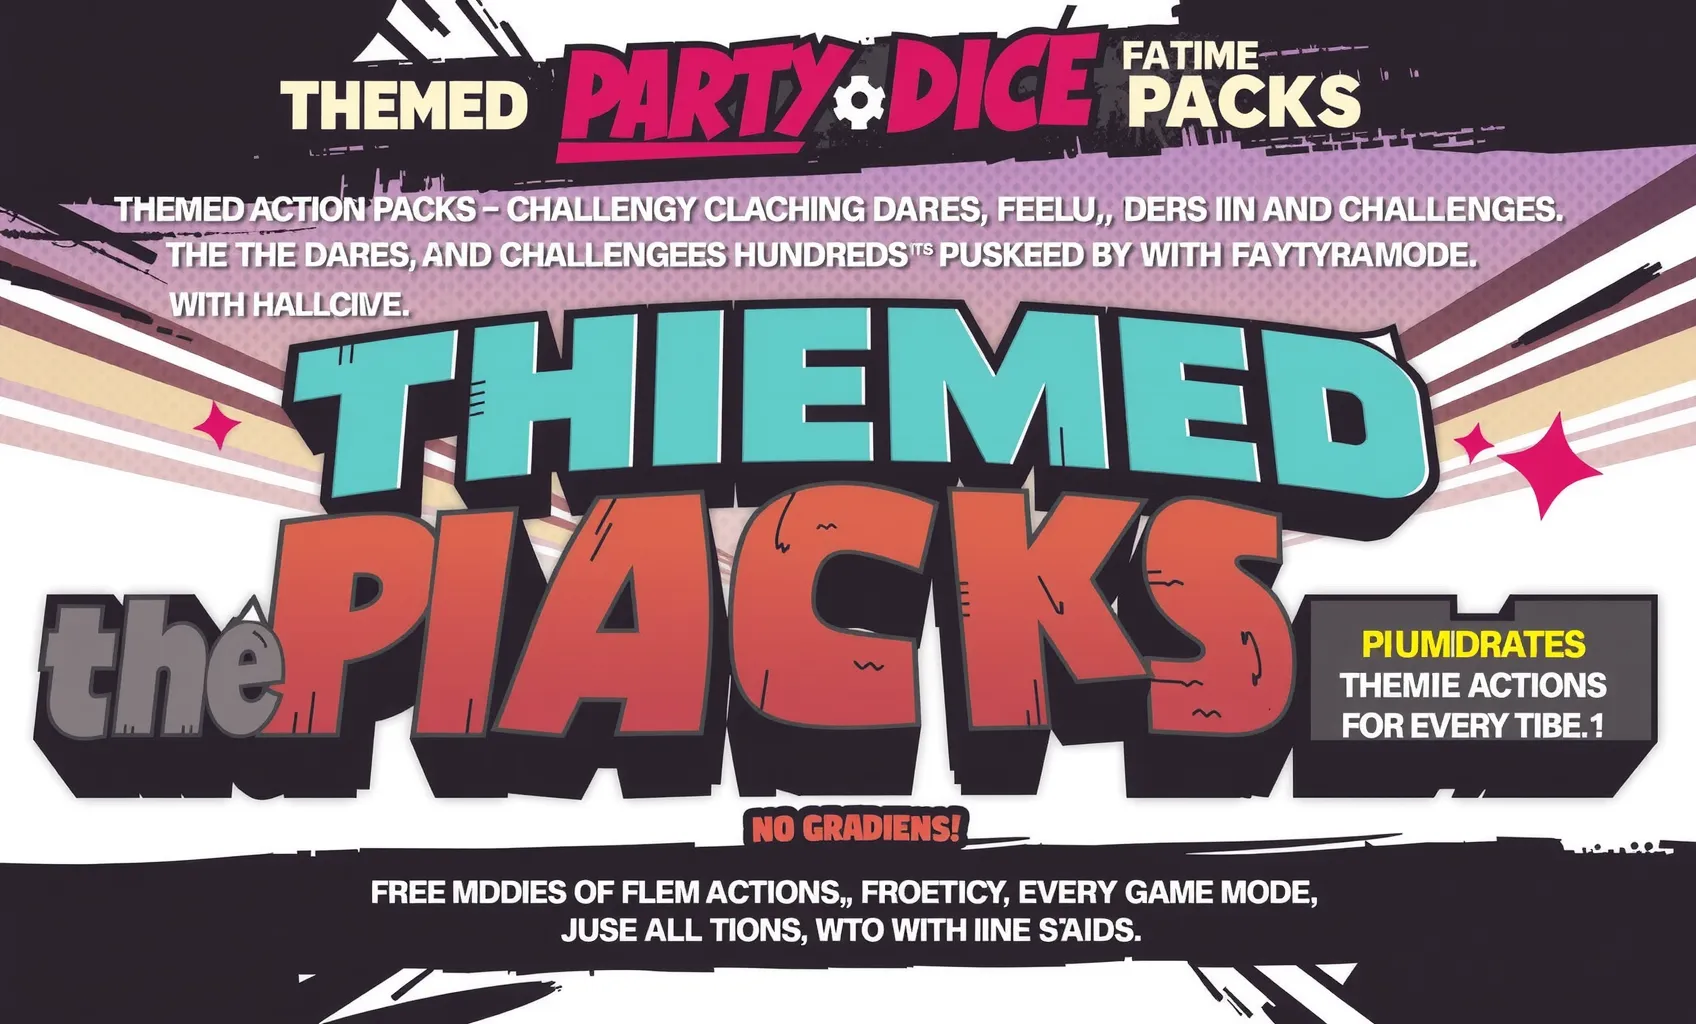 THEMED PARTY DICE FATIME PACKS
THEMED ACTION PACKS – CHALLENGY CLACHING DARES, FEELU,, DERS IIN AND CHALLENGES.
THE THE DARES, AND CHALLENGEES HUNDREDS ITS PUSKEED BY WITH FAYTYRAMODE.
WITH HALLCIVE.
THIEMED
the PIACKS
PIUMIDRATES
THEMIE ACTIONS
FOR EVERY TIBE.!
NO GRADIENS!
FREE MDDIES OF FLEM ACTIONS,, FROETICY, EVERY GAME MODE,
JUSE ALL TIONS, WTO WITH IINE S'AIDS.